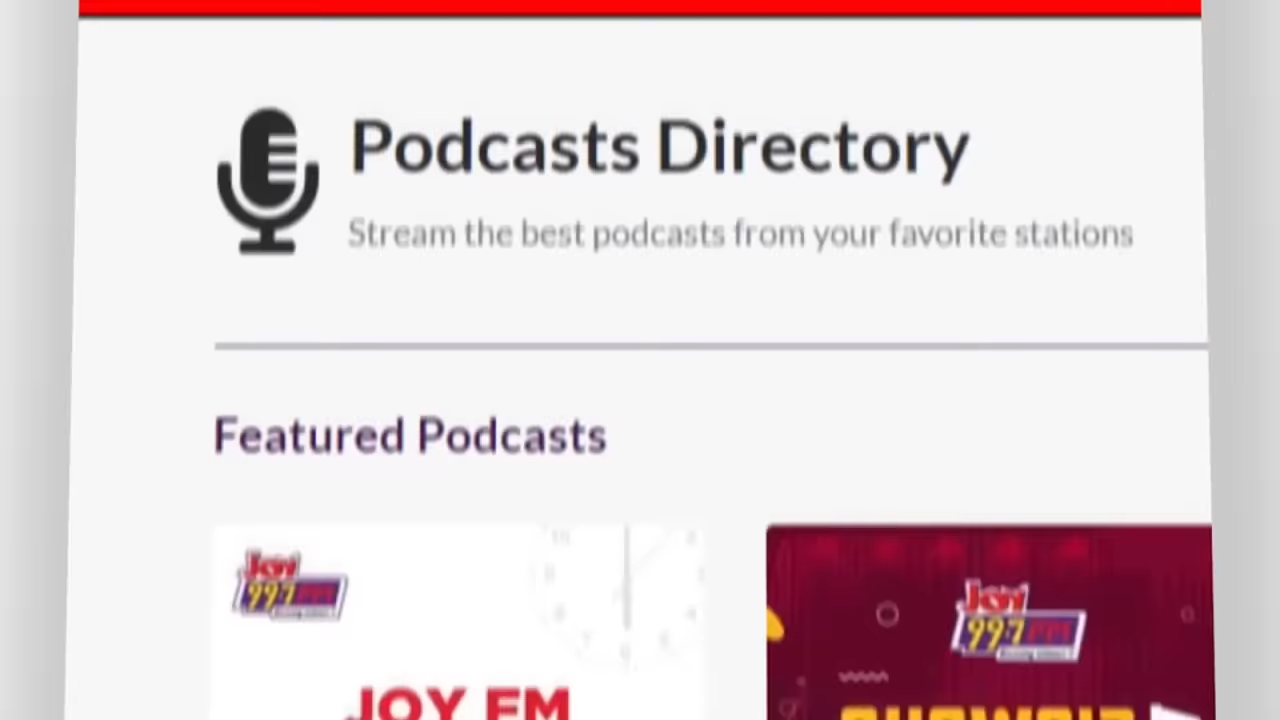 Podcasts Directory
Stream the best podcasts from your favorite stations
Featured Podcasts
JOY
99.7 FM
JOY
99.7 FM
JOY FM